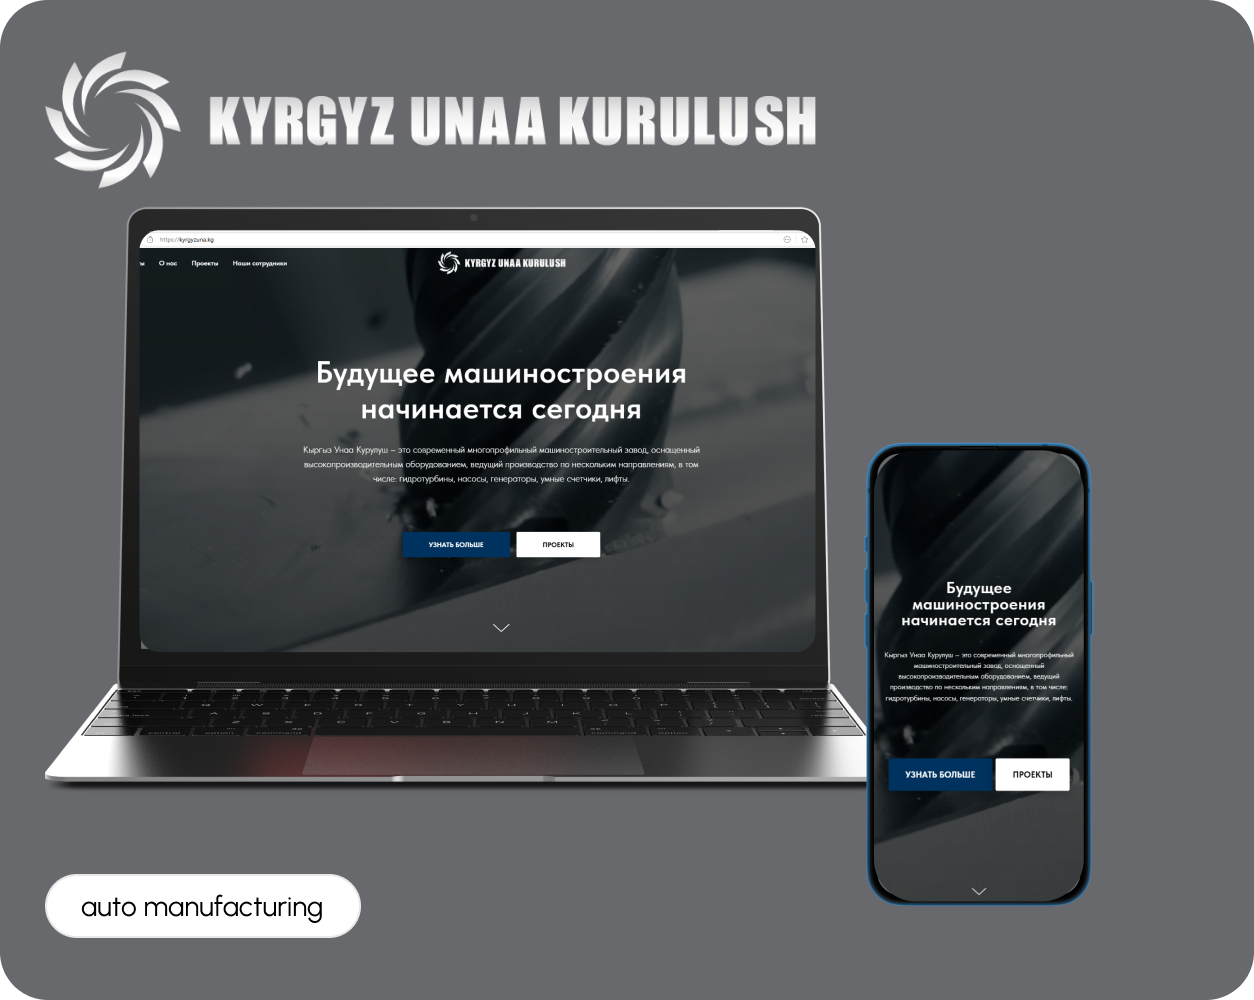 KYRGYZ UNAA KURULUSH
https://kyrgyzuna.kg
О нас Проекты Наши сотрудники
KYRGYZ UNAA KURULUSH
Будущее машиностроения
начинается сегодня
Кыргыз Унаа Курулуш – это современный многопрофильный машиностроительный завод, оснащенный
высокопроизводительным оборудованием, ведущий производство по нескольким направлениям, в том
числе: гидротурбины, насосы, генераторы, умные счетчики, лифты.
УЗНАТЬ БОЛЬШЕ ПРОЕКТЫ
Будущее
машиностроения
начинается сегодня
Кыргыз Унаа Курулуш – это современный многопрофильный
машиностроительный завод, оснащенный
высокопроизводительным оборудованием, ведущий
производство по нескольким направлениям, в том числе:
гидротурбины, насосы, генераторы, умные счетчики, лифты.
УЗНАТЬ БОЛЬШЕ ПРОЕКТЫ
auto manufacturing